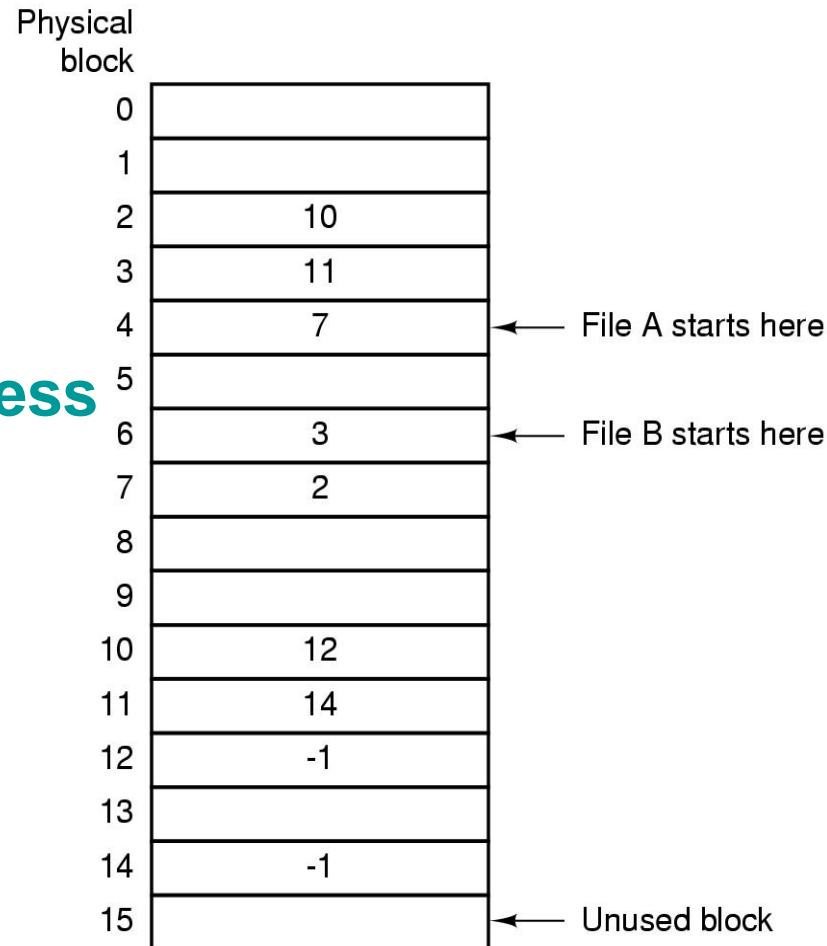 Physical
block
0
1
2 10
3 11
4 7 File A starts here
5
ess
6 3 File B starts here
7 2
8
9
10 12
11 14
12 -1
13
14 -1
15 Unused block